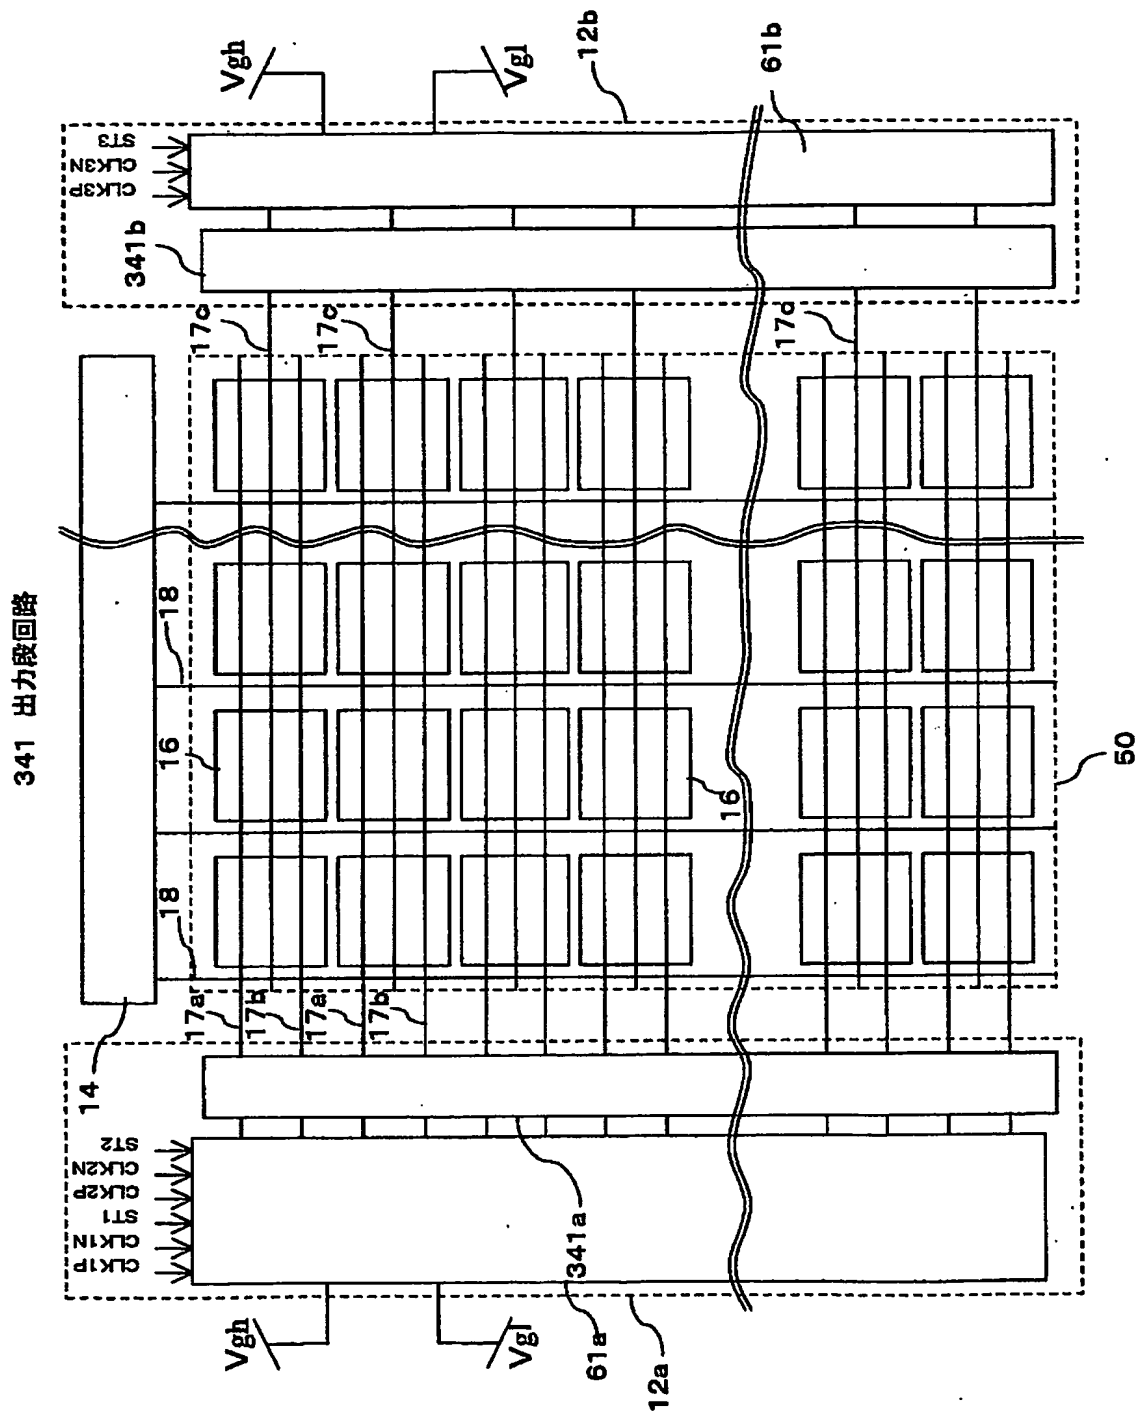 341 出力段回路
14
18
16
18
17a
17b
17a
17b
17c
17c
17c
16
50
Vgh
Vgl
CLK1P
CLK1N
ST1
CLK2P
CLK2N
ST2
341a
61a
12a
Vgh
Vgl
CLK3P
CLK3N
ST3
341b
12b
61b